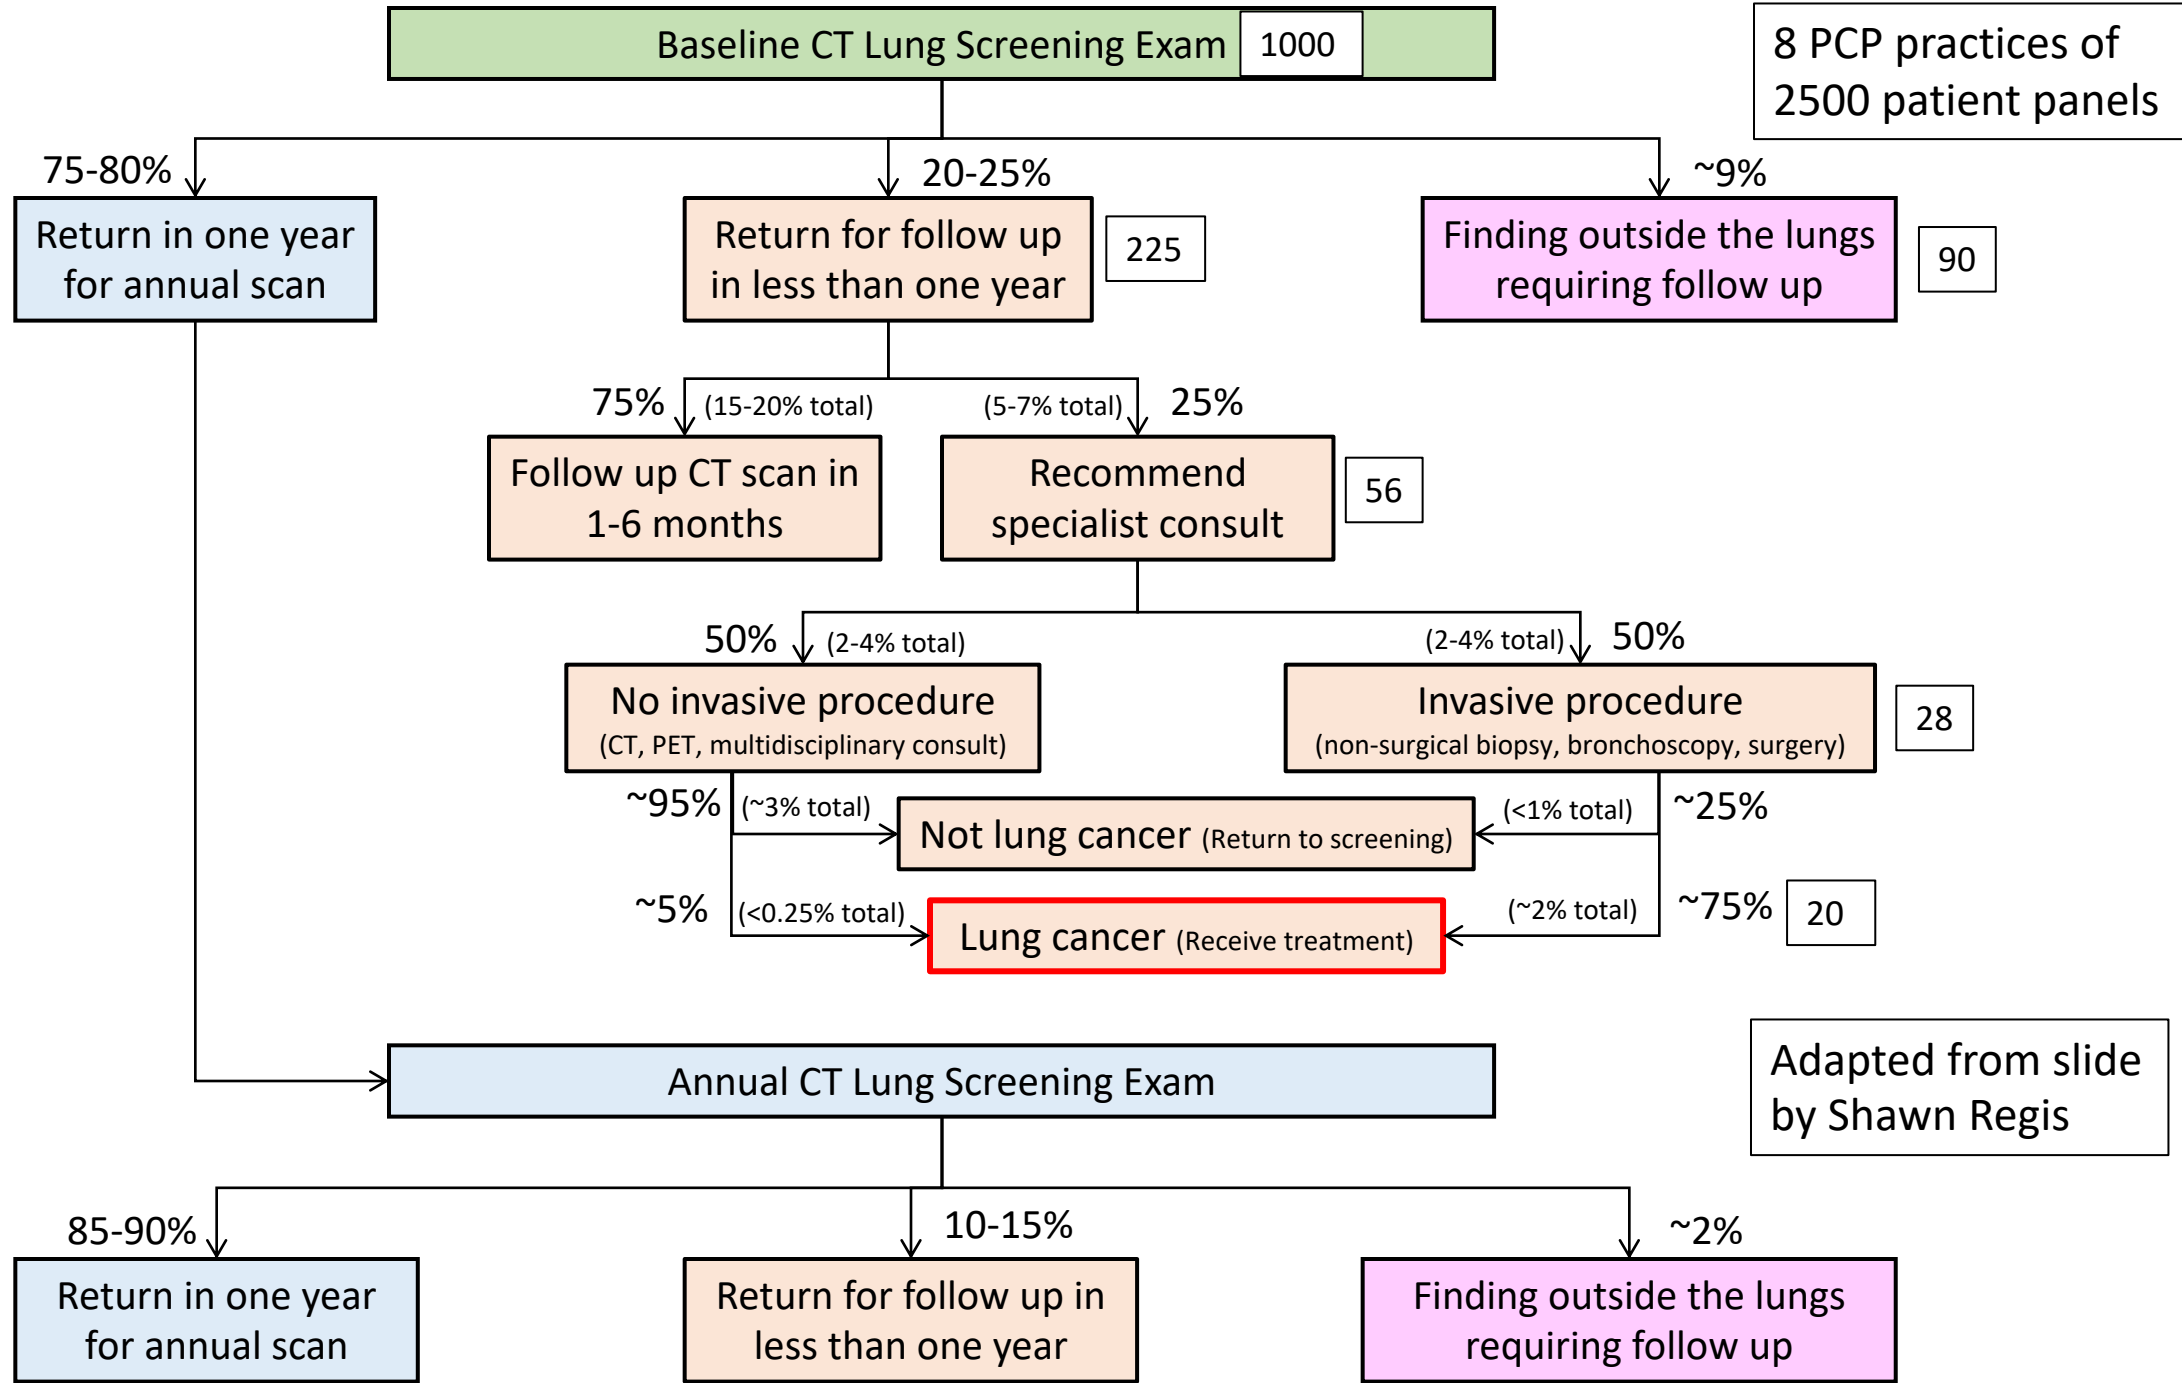 Baseline CT Lung Screening Exam
1000
8 PCP practices of
2500 patient panels
75-80%
20-25%
~9%
Return in one year
for annual scan
Return for follow up
in less than one year
225
Finding outside the lungs
requiring follow up
90
75%
(15-20% total)
(5-7% total)
25%
Follow up CT scan in
1-6 months
Recommend
specialist consult
56
50%
(2-4% total)
(2-4% total)
50%
No invasive procedure
(CT, PET, multidisciplinary consult)
Invasive procedure
(non-surgical biopsy, bronchoscopy, surgery)
28
~95%
(~3% total)
(<1% total)
~25%
Not lung cancer (Return to screening)
~5%
(<0.25% total)
(~2% total)
~75%
20
Lung cancer (Receive treatment)
Annual CT Lung Screening Exam
Adapted from slide
by Shawn Regis
85-90%
10-15%
~2%
Return in one year
for annual scan
Return for follow up in
less than one year
Finding outside the lungs
requiring follow up